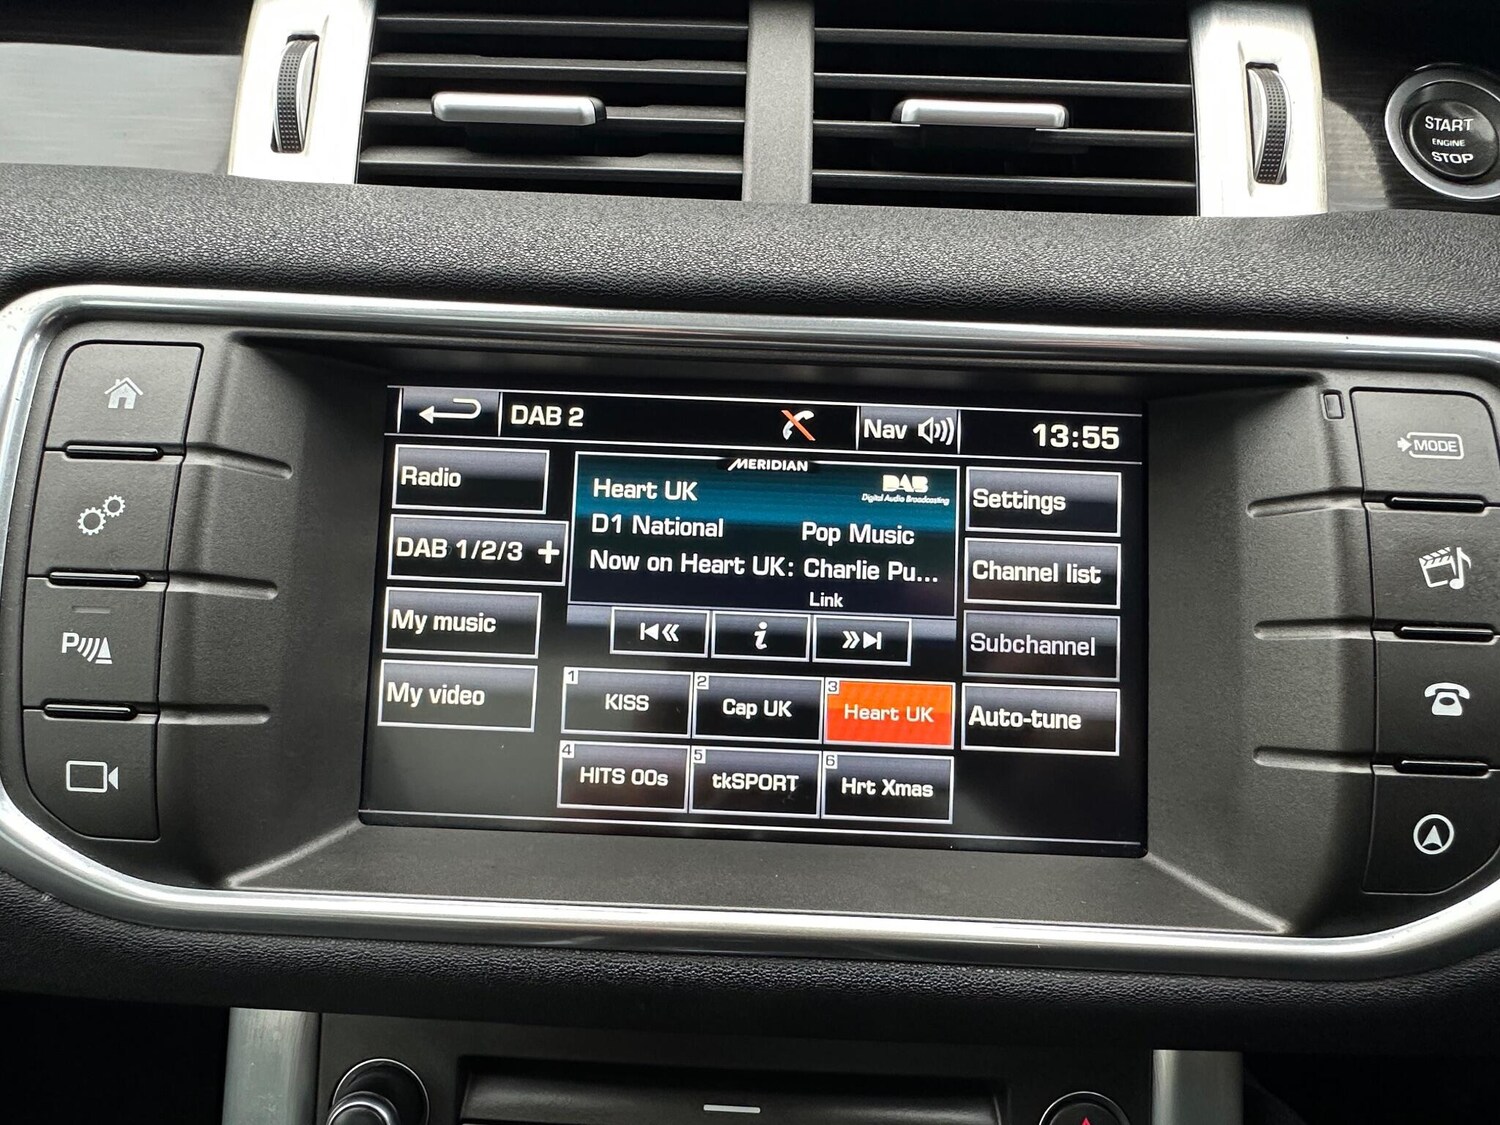 START
ENGINE
STOP
DAB 2
Nav
13:55
Radio
DAB 1/2/3 +
My music
My video
MERIDIAN
Heart UK
DAB
Digital Audio Broadcasting
D1 National
Pop Music
Now on Heart UK: Charlie Pu...
Link
i
1
KISS
2
Cap UK
3
Heart UK
4
HITS 00s
5
tkSPORT
6
Hrt Xmas
Settings
Channel list
Subchannel
Auto-tune
P
MODE